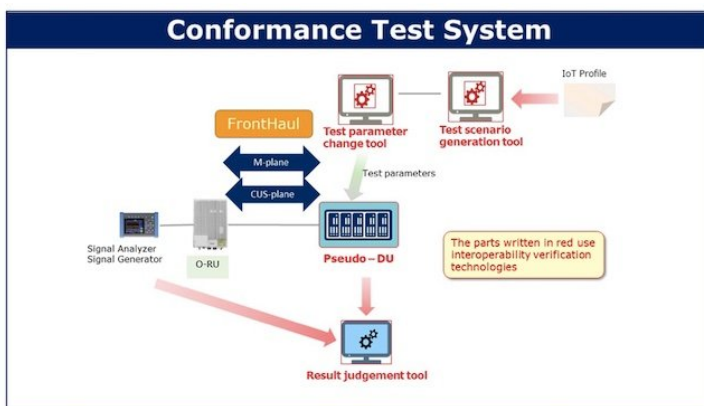 Conformance Test System
IoT Profile
FrontHaul
Test parameter
change tool
Test scenario
generation tool
M-plane
Test parameters
CUS-plane
Signal Analyzer
Signal Generator
O-RU
Pseudo-DU
The parts written in red use
interoperability verification
technologies
Result judgement tool